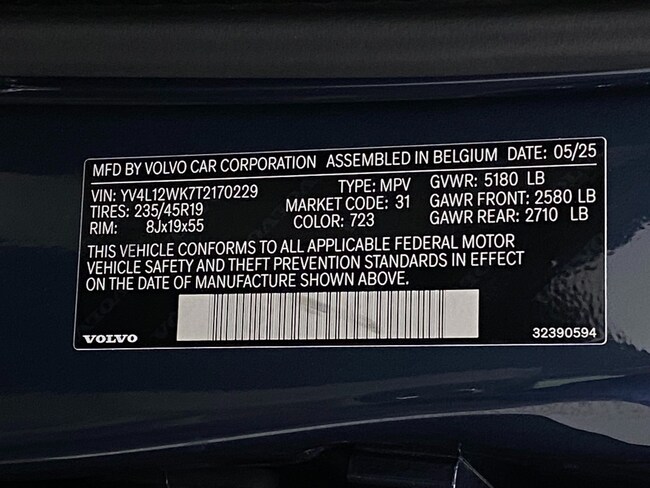 MFD BY VOLVO CAR CORPORATION ASSEMBLED IN BELGIUM DATE: 05/25
VIN: YV4L12WK7T2170229 TYPE: MPV GVWR: 5180 LB
TIRES: 235/45R19 MARKET CODE: 31 GAWR FRONT: 2580 LB
RIM: 8Jx19x55 COLOR: 723 GAWR REAR: 2710 LB
THIS VEHICLE CONFORMS TO ALL APPLICABLE FEDERAL MOTOR
VEHICLE SAFETY AND THEFT PREVENTION STANDARDS IN EFFECT
ON THE DATE OF MANUFACTURE SHOWN ABOVE.
VOLVO 32390594